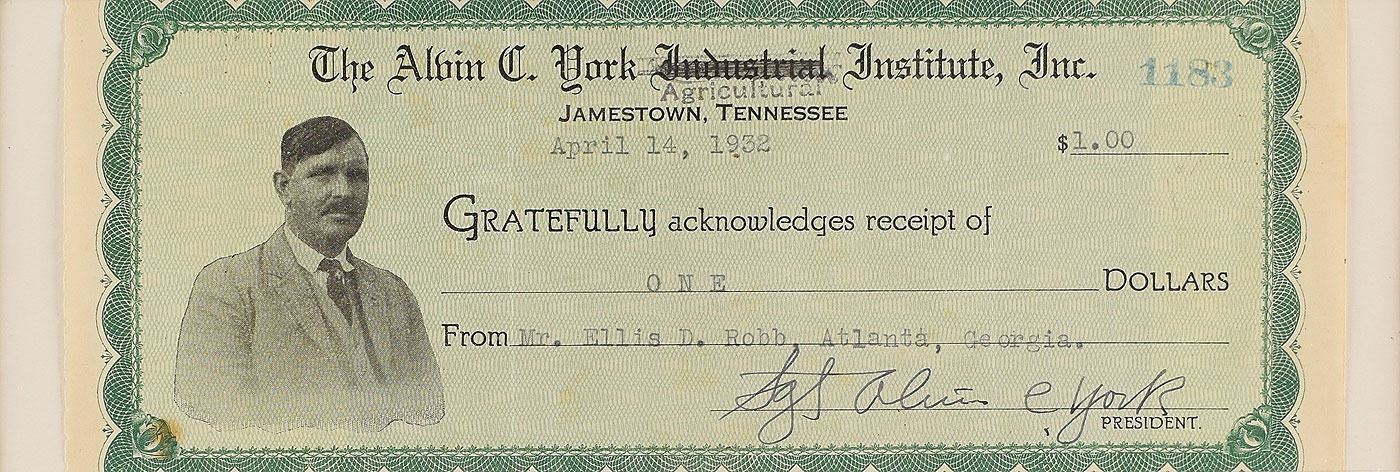 The Alvin C. York Industrial Institute, Inc. 1183
Agricultural
JAMESTOWN, TENNESSEE
April 14, 1932 $1.00
GRATEFULLY acknowledges receipt of
ONE DOLLARS
From Mr. Ellis D. Robb, Atlanta, Georgia.
Sgt Alvin C York
PRESIDENT.